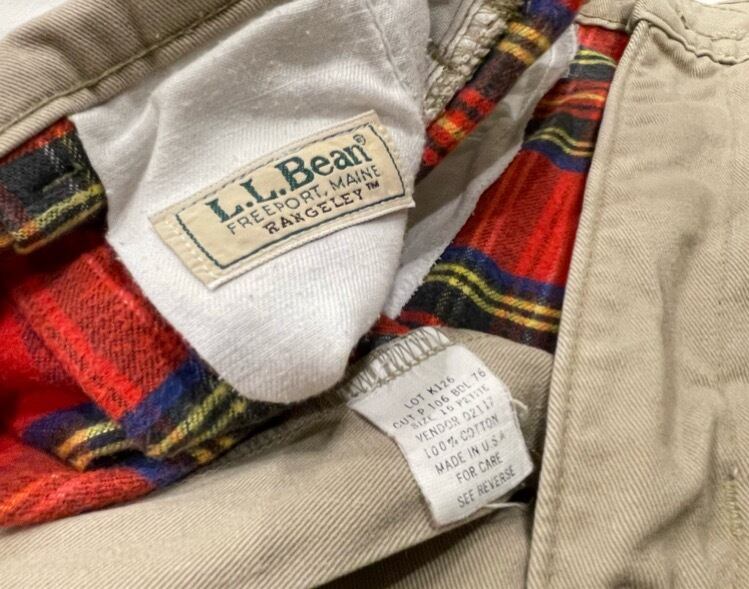 L.L.Bean®
FREEPORT, MAINE
RANGELEY™
LOT K126
CUT P 106 BDL 76
SIZE 16 PETITE
VENDOR 02117
100% COTTON
MADE IN U.S.A.
FOR CARE
SEE REVERSE